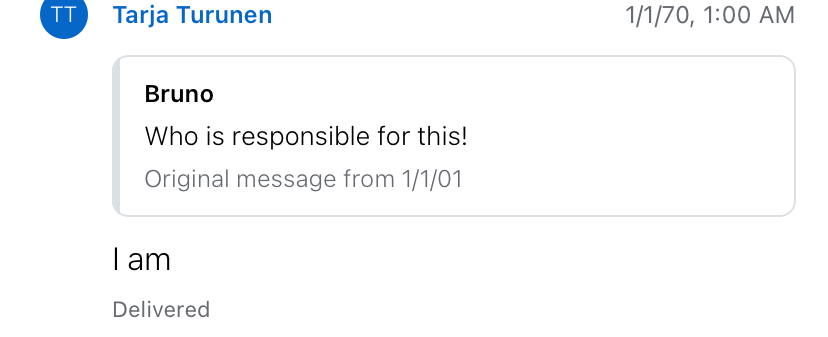 TT Tarja Turunen 1/1/70, 1:00 AM
Bruno
Who is responsible for this!
Original message from 1/1/01
I am
Delivered